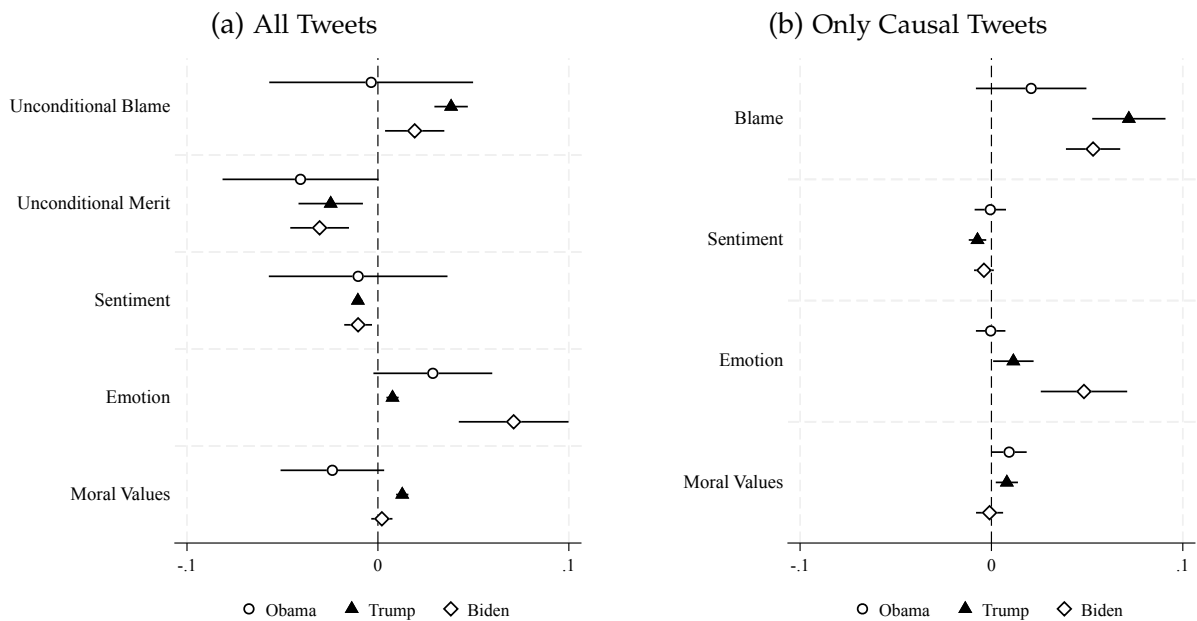 (a) All Tweets
Unconditional Blame
Unconditional Merit
Sentiment
Emotion
Moral Values
-.1 0 .1
Obama Trump Biden
(b) Only Causal Tweets
Blame
Sentiment
Emotion
Moral Values
-.1 0 .1
Obama Trump Biden